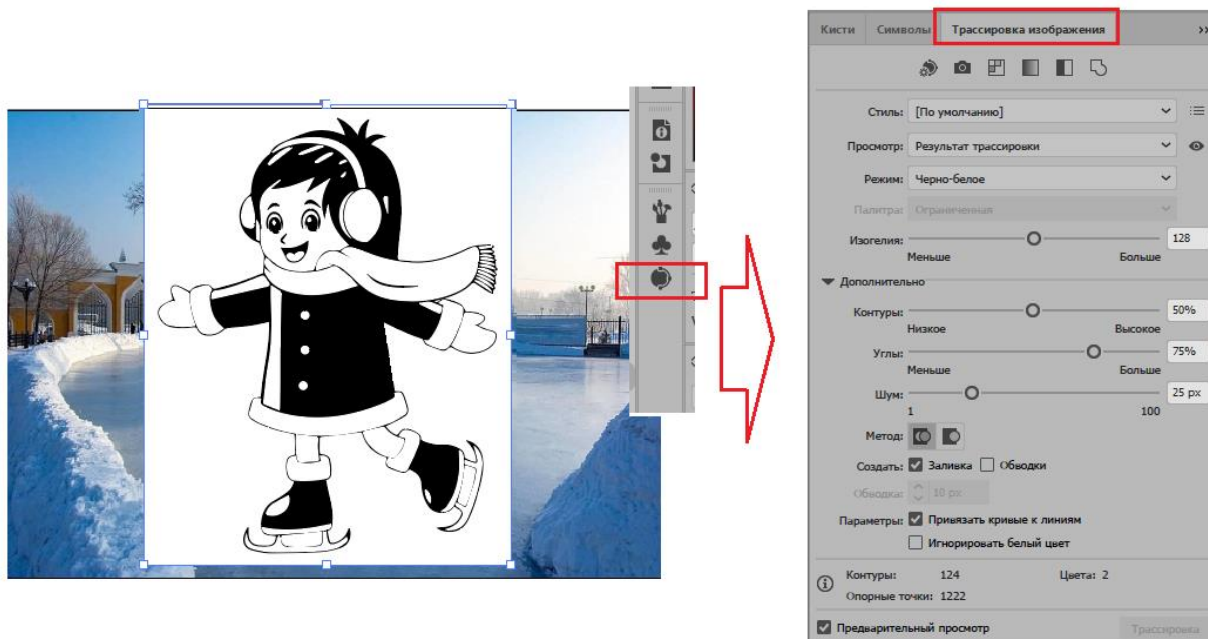 Кисти Символы Трассировка изображения
Стиль: [По умолчанию]
Просмотр: Результат трассировки
Режим: Черно-белое
Палитра: Ограниченная
Изогелия: 128
Меньше Больше
Дополнительно
Контуры: 50%
Низкое Высокое
Углы: 75%
Меньше Больше
Шум: 25 px
1 100
Метод:
Создать: Заливка Обводки
Обводка: 10 px
Параметры: Привязать кривые к линиям
Игнорировать белый цвет
Контуры: 124 Цвета: 2
Опорные точки: 1222
Предварительный просмотр Трассировка